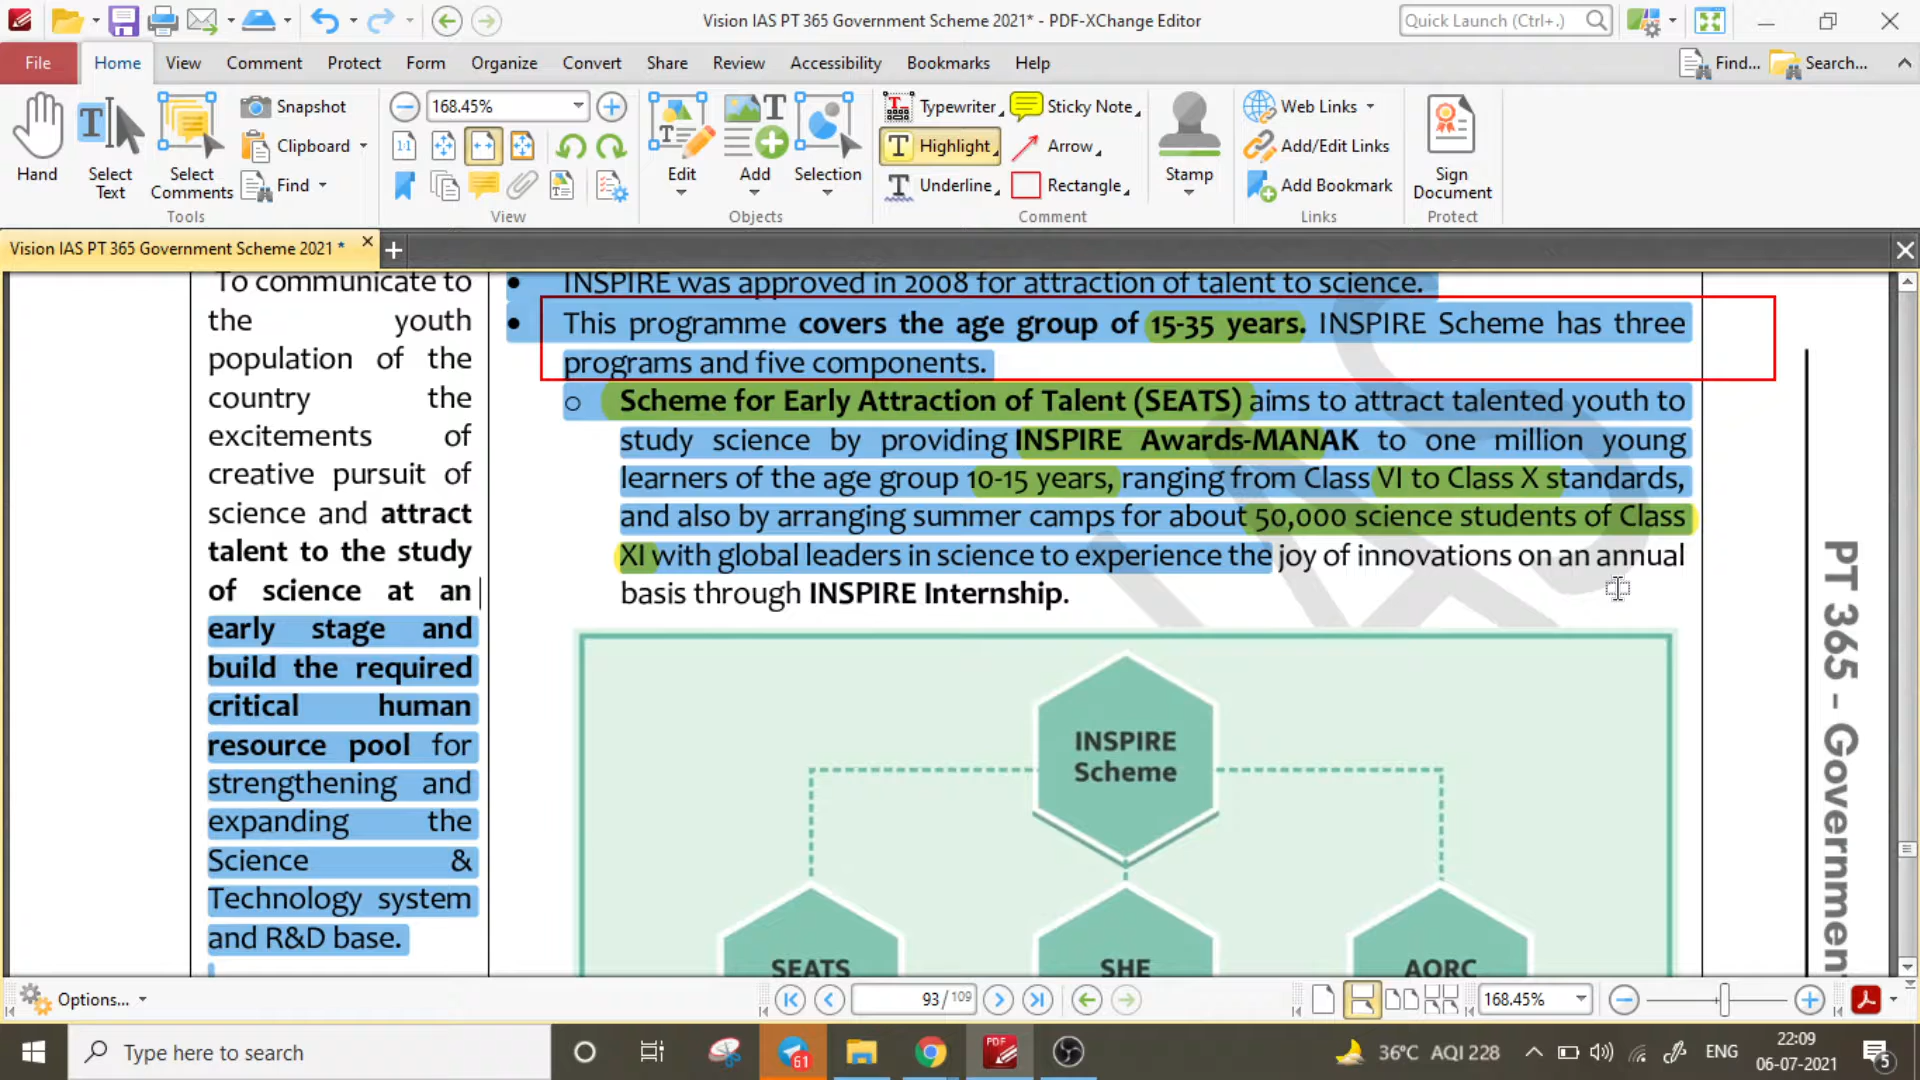 Vision IAS PT 365 Government Scheme 2021* - PDF-XChange Editor
Quick Launch (Ctrl+.)
File Home View Comment Protect Form Organize Convert Share Review Accessibility Bookmarks Help
Find... Search...
Hand
Select Text
Select Comments
Snapshot
Clipboard
Find
Tools
168.45%
View
Edit
Add
Selection
Objects
Typewriter
Sticky Note
Highlight
Arrow
Underline
Rectangle
Stamp
Comment
Web Links
Add/Edit Links
Add Bookmark
Links
Sign Document
Protect
Vision IAS PT 365 Government Scheme 2021 *
To communicate to
the youth
population of the
country the
excitements of
creative pursuit of
science and attract
talent to the study
of science at an
early stage and
build the required
critical human
resource pool for
strengthening and
expanding the
Science &
Technology system
and R&D base.
• INSPIRE was approved in 2008 for attraction of talent to science.
• This programme covers the age group of 15-35 years. INSPIRE Scheme has three
programs and five components.
o Scheme for Early Attraction of Talent (SEATS) aims to attract talented youth to
study science by providing INSPIRE Awards-MANAK to one million young
learners of the age group 10-15 years, ranging from Class VI to Class X standards,
and also by arranging summer camps for about 50,000 science students of Class
XI with global leaders in science to experience the joy of innovations on an annual
basis through INSPIRE Internship.
INSPIRE
Scheme
SEATS SHE AORC
PT 365 - Governmen
Options...
93 / 109
168.45%
Type here to search
61
36°C AQI 228
ENG
22:09
06-07-2021
5